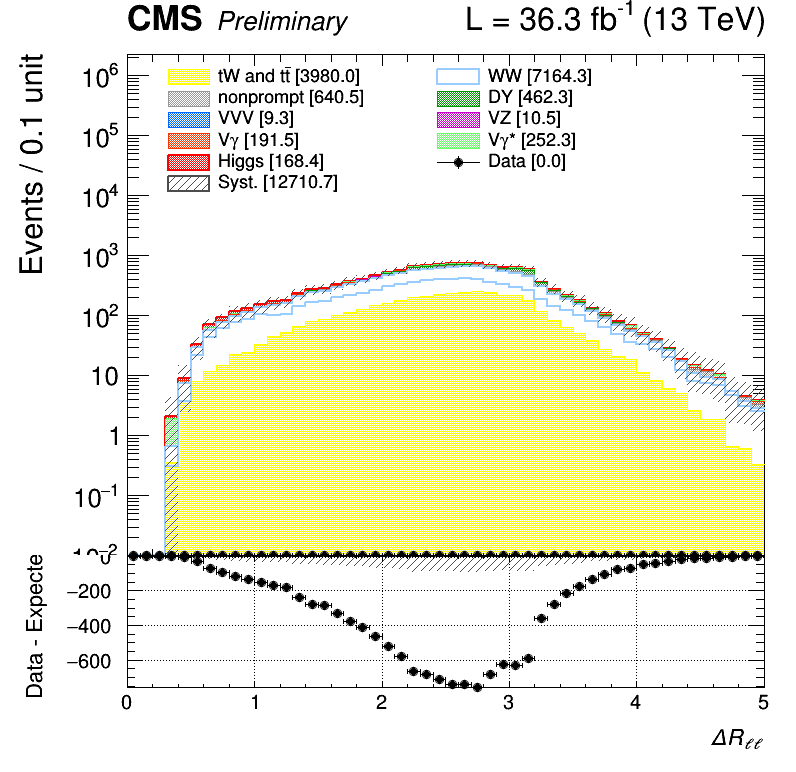 CMS Preliminary L = 36.3 fb⁻¹ (13 TeV)
Events / 0.1 unit
10⁶
10⁵
10⁴
10³
10²
10
1
10⁻¹
tW and tt̄ [3980.0]
nonprompt [640.5]
VVV [9.3]
Vγ [191.5]
Higgs [168.4]
Syst. [12710.7]
WW [7164.3]
DY [462.3]
VZ [10.5]
Vγ* [252.3]
Data [0.0]
Data - Expecte
−200
−400
−600
0 1 2 3 4 5
ΔRℓℓ